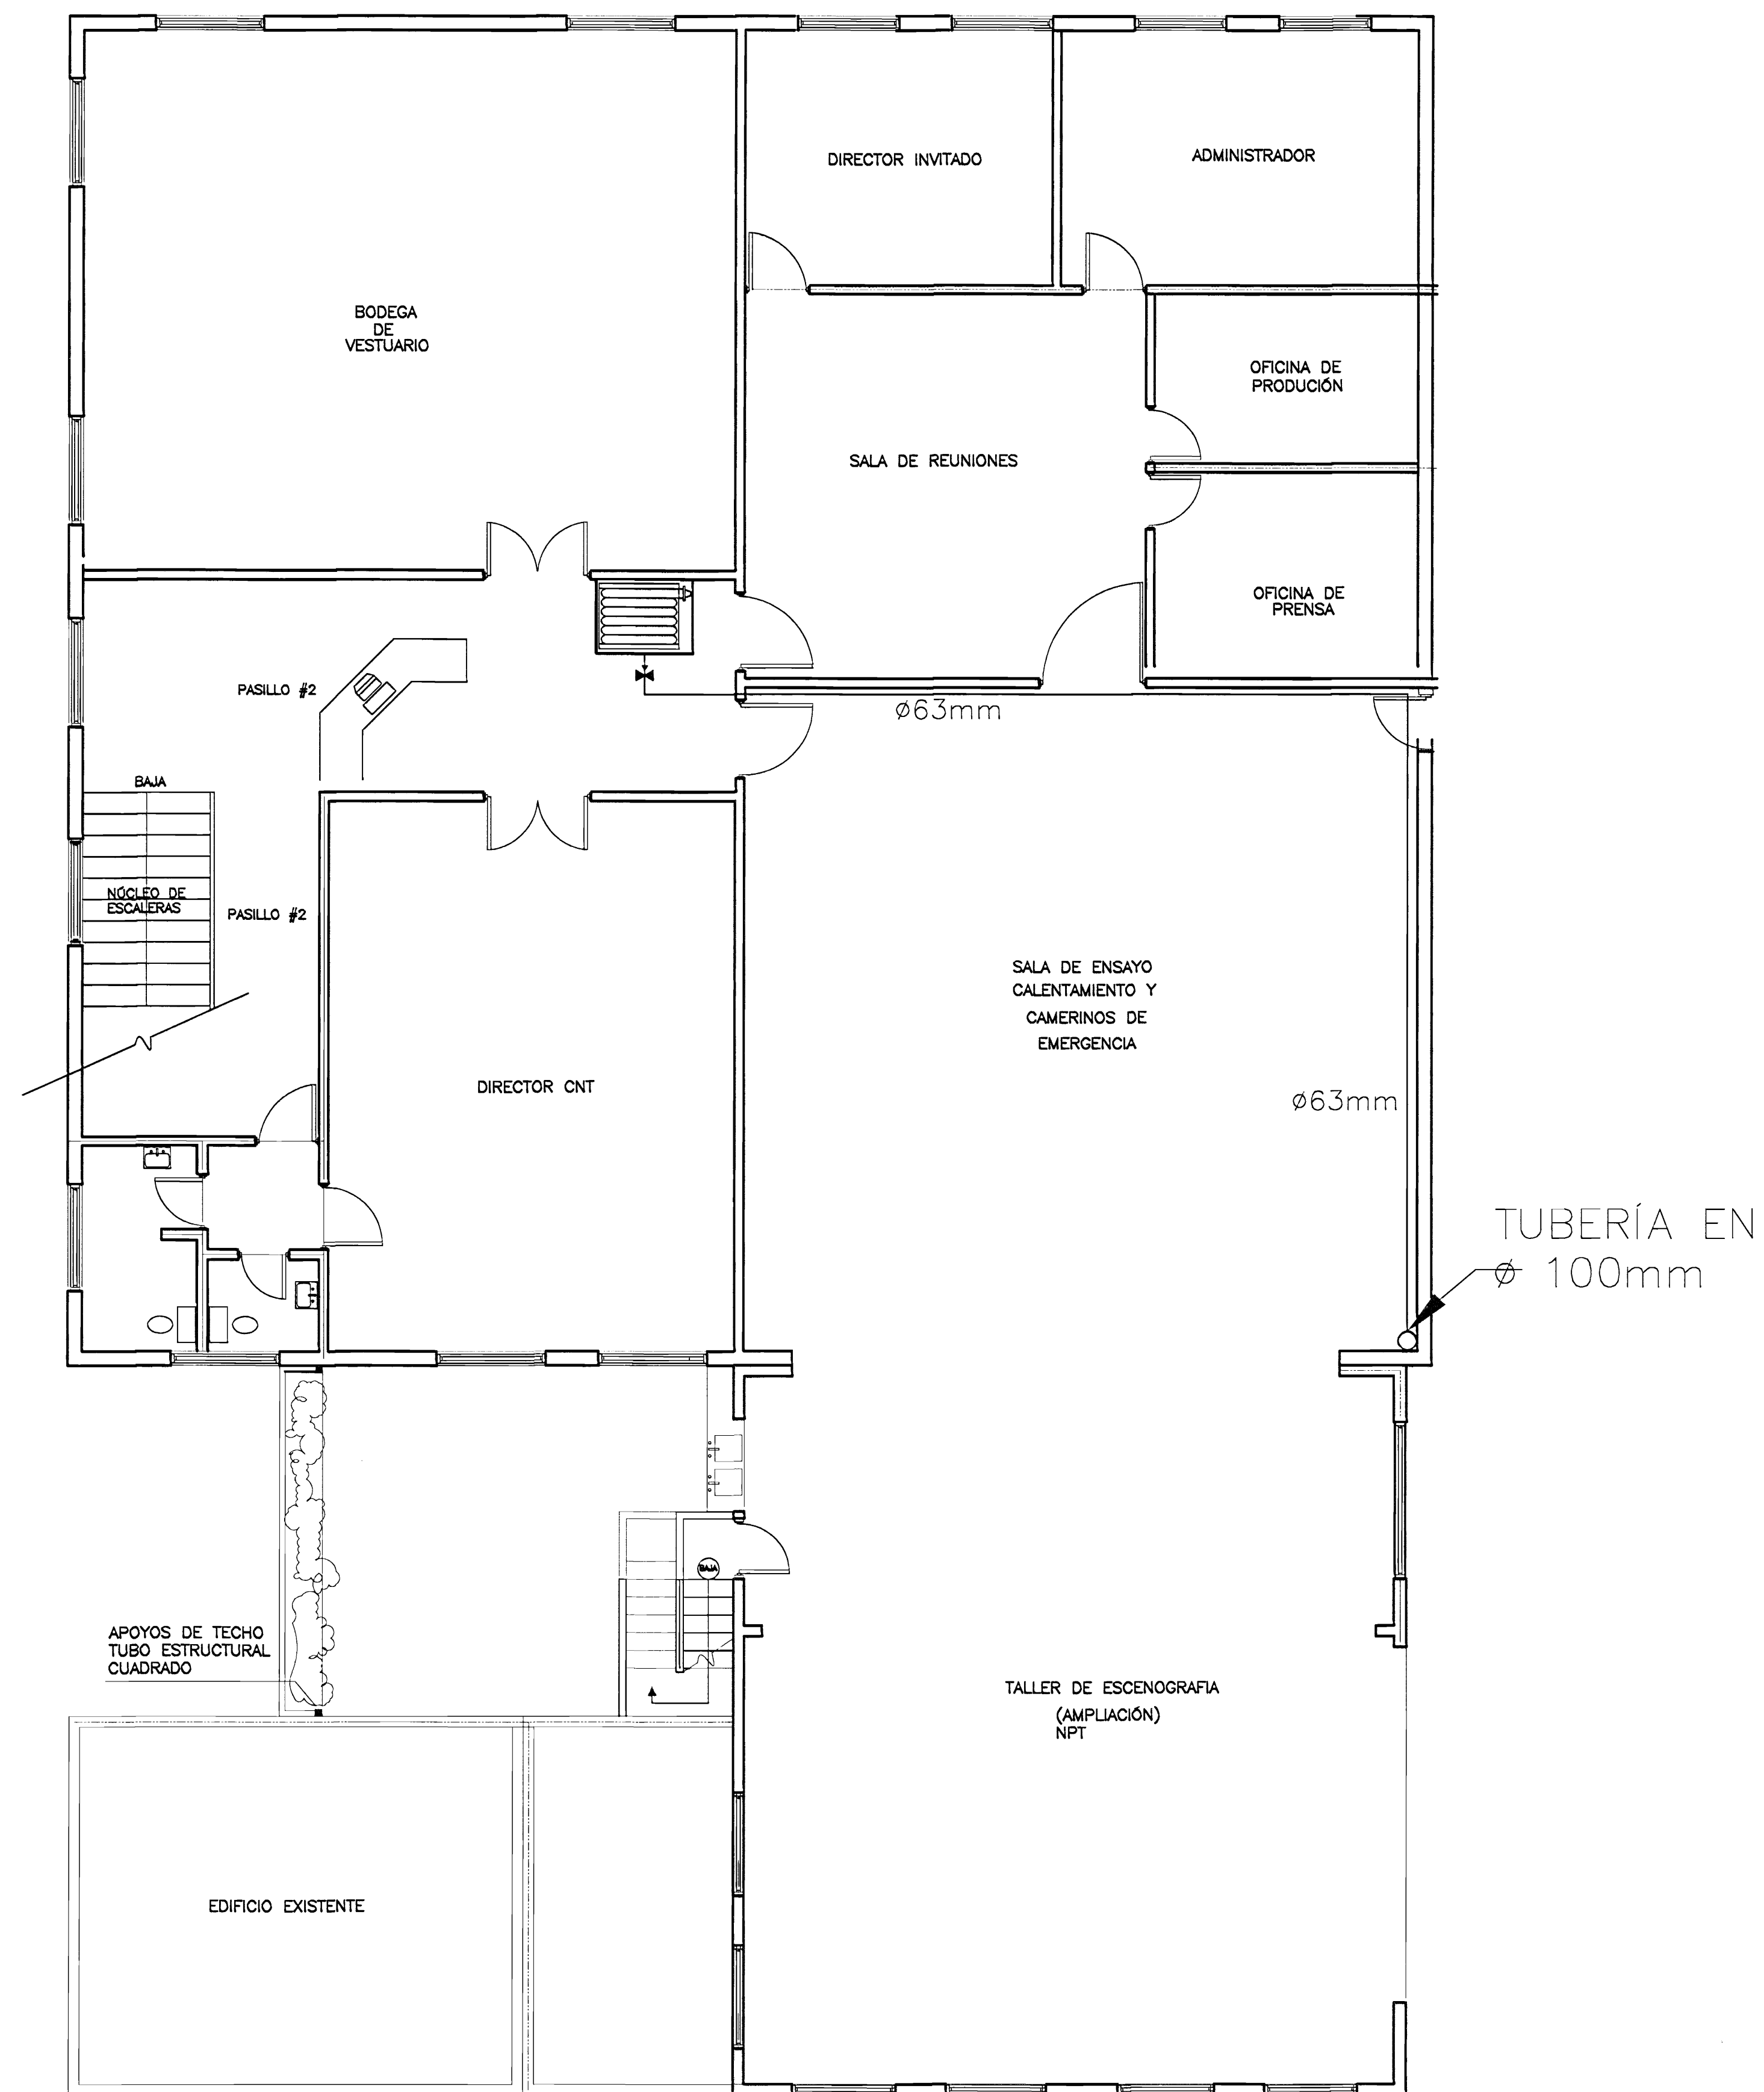 DIRECTOR INVITADO
ADMINISTRADOR
BODEGA
DE
VESTUARIO
OFICINA DE
PRODUCIÓN
SALA DE REUNIONES
OFICINA DE
PRENSA
PASILLO #2
Ø63mm
BAJA
NÚCLEO DE
ESCALERAS
PASILLO #2
SALA DE ENSAYO
CALENTAMIENTO Y
CAMERINOS DE
EMERGENCIA
DIRECTOR CNT
Ø63mm
TUBERÍA EN
Ø 100mm
BAJA
APOYOS DE TECHO
TUBO ESTRUCTURAL
CUADRADO
TALLER DE ESCENOGRAFIA
(AMPLIACIÓN)
NPT
EDIFICIO EXISTENTE